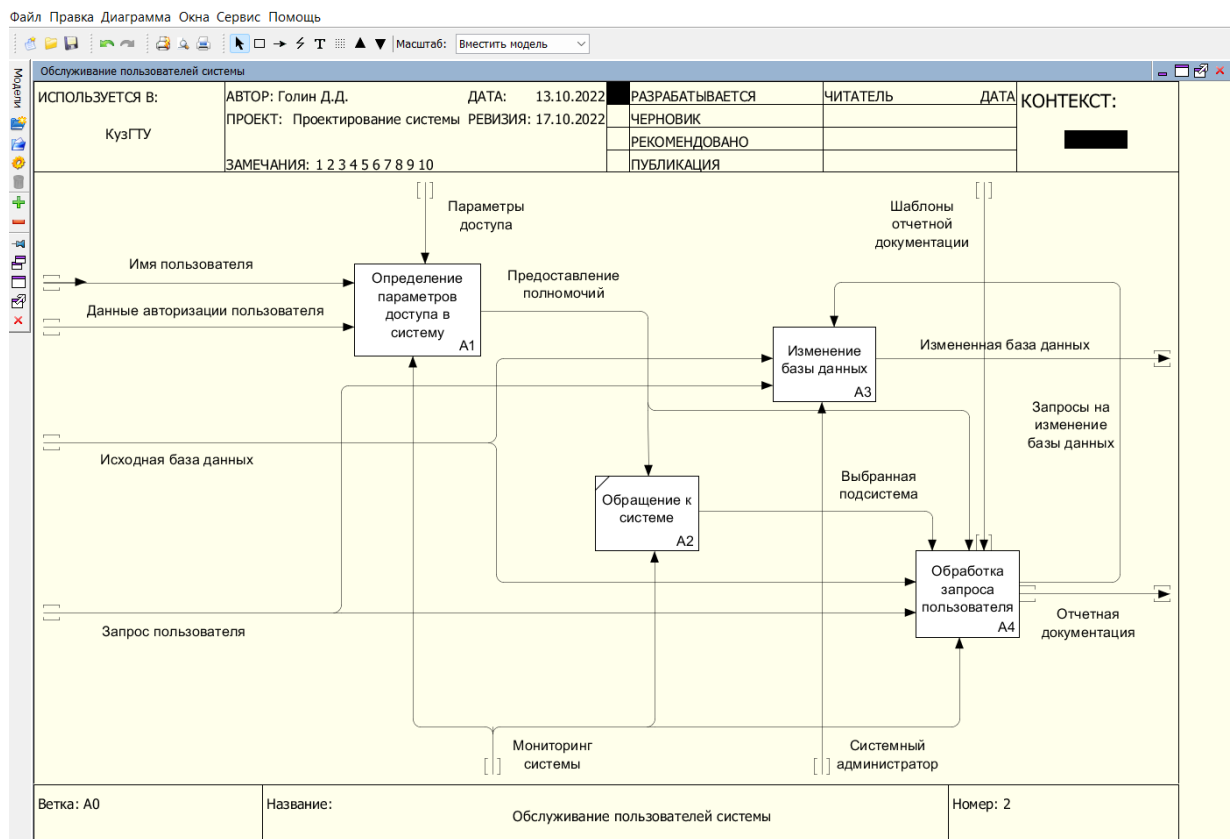 Файл Правка Диаграмма Окна Сервис Помощь
Масштаб: Вместить модель
Модели
Обслуживание пользователей системы
ИСПОЛЬЗУЕТСЯ В:
КузГТУ
АВТОР: Голин Д.Д.
ДАТА: 13.10.2022
ПРОЕКТ: Проектирование системы
РЕВИЗИЯ: 17.10.2022
ЗАМЕЧАНИЯ: 1 2 3 4 5 6 7 8 9 10
РАЗРАБАТЫВАЕТСЯ
ЧЕРНОВИК
РЕКОМЕНДОВАНО
ПУБЛИКАЦИЯ
ЧИТАТЕЛЬ
ДАТА
КОНТЕКСТ:
Параметры
доступа
Шаблоны
отчетной
документации
Имя пользователя
Данные авторизации пользователя
Определение
параметров
доступа в
систему
A1
Предоставление
полномочий
Изменение
базы данных
A3
Измененная база данных
Запросы на
изменение
базы данных
Исходная база данных
Обращение к
системе
A2
Выбранная
подсистема
Обработка
запроса
пользователя
A4
Отчетная
документация
Запрос пользователя
Мониторинг
системы
Системный
администратор
Ветка: A0
Название:
Обслуживание пользователей системы
Номер: 2